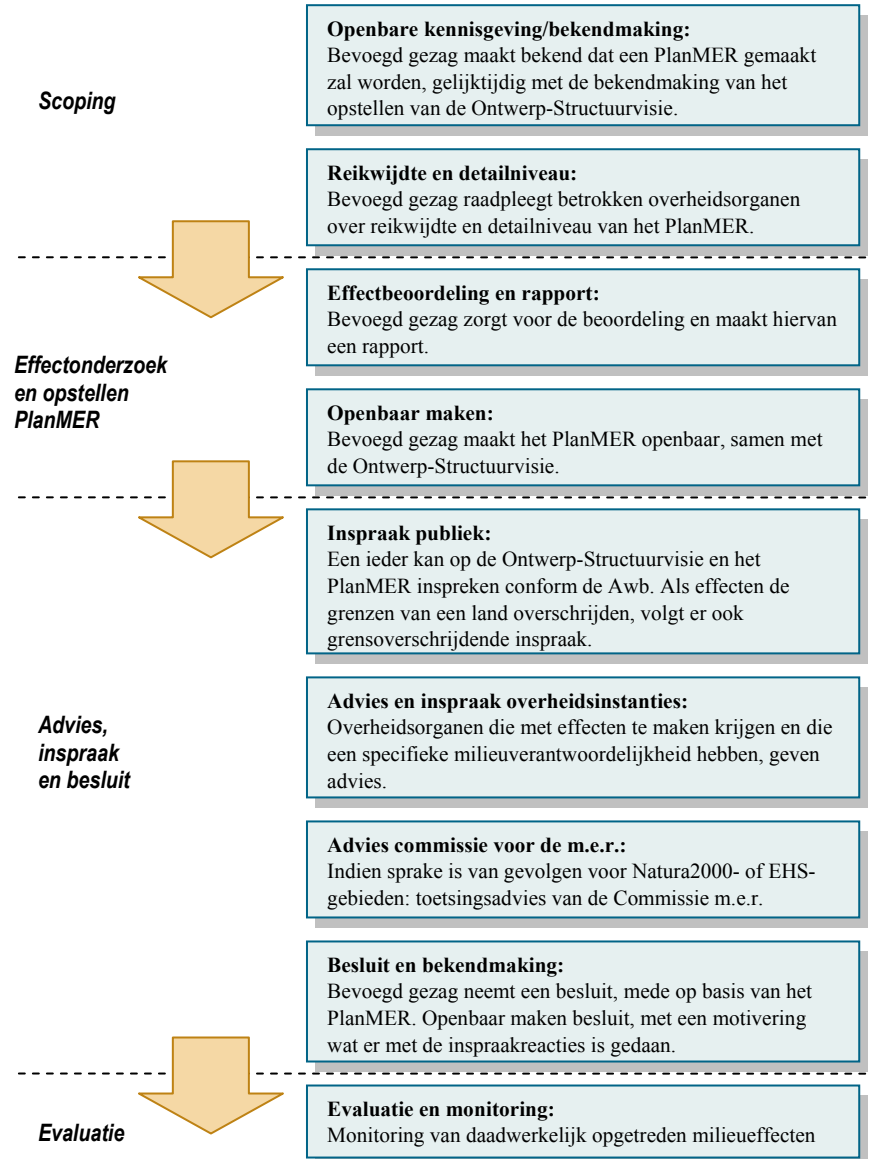 Openbare kennisgeving/bekendmaking:
Bevoegd gezag maakt bekend dat een PlanMER gemaakt
zal worden, gelijktijdig met de bekendmaking van het
opstellen van de Ontwerp-Structuurvisie.
Scoping
Reikwijdte en detailniveau:
Bevoegd gezag raadpleegt betrokken overheidsorganen
over reikwijdte en detailniveau van het PlanMER.
Effectbeoordeling en rapport:
Bevoegd gezag zorgt voor de beoordeling en maakt hiervan
een rapport.
Effectonderzoek
en opstellen
PlanMER
Openbaar maken:
Bevoegd gezag maakt het PlanMER openbaar, samen met
de Ontwerp-Structuurvisie.
Inspraak publiek:
Een ieder kan op de Ontwerp-Structuurvisie en het
PlanMER inspreken conform de Awb. Als effecten de
grenzen van een land overschrijden, volgt er ook
grensoverschrijdende inspraak.
Advies en inspraak overheidsinstanties:
Overheidsorganen die met effecten te maken krijgen en die
een specifieke milieuverantwoordelijkheid hebben, geven
advies.
Advies,
inspraak
en besluit
Advies commissie voor de m.e.r.:
Indien sprake is van gevolgen voor Natura2000- of EHS-
gebieden: toetsingsadvies van de Commissie m.e.r.
Besluit en bekendmaking:
Bevoegd gezag neemt een besluit, mede op basis van het
PlanMER. Openbaar maken besluit, met een motivering
wat er met de inspraakreacties is gedaan.
Evaluatie en monitoring:
Monitoring van daadwerkelijk opgetreden milieueffecten
Evaluatie